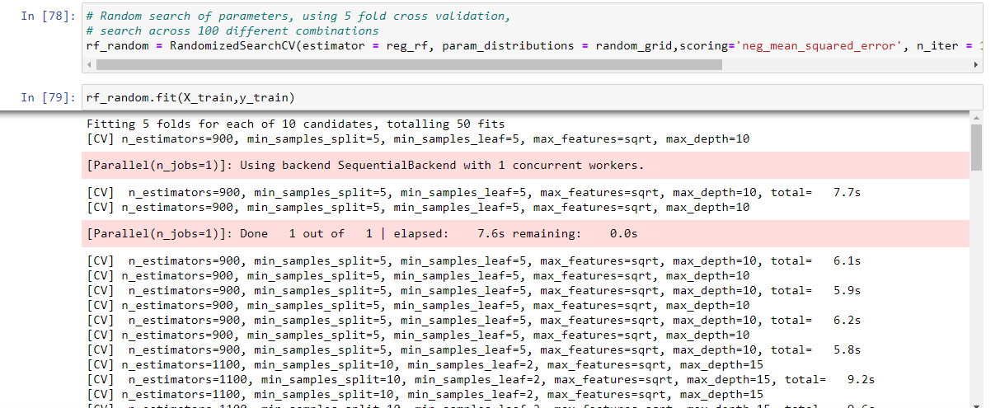 In [78]: # Random search of parameters, using 5 fold cross validation,
# search across 100 different combinations
rf_random = RandomizedSearchCV(estimator = reg_rf, param_distributions = random_grid,scoring='neg_mean_squared_error', n_iter = 1
In [79]: rf_random.fit(X_train,y_train)
Fitting 5 folds for each of 10 candidates, totalling 50 fits
[CV] n_estimators=900, min_samples_split=5, min_samples_leaf=5, max_features=sqrt, max_depth=10
[Parallel(n_jobs=1)]: Using backend SequentialBackend with 1 concurrent workers.
[CV]  n_estimators=900, min_samples_split=5, min_samples_leaf=5, max_features=sqrt, max_depth=10, total=   7.7s
[CV] n_estimators=900, min_samples_split=5, min_samples_leaf=5, max_features=sqrt, max_depth=10
[Parallel(n_jobs=1)]: Done   1 out of   1 | elapsed:    7.6s remaining:    0.0s
[CV]  n_estimators=900, min_samples_split=5, min_samples_leaf=5, max_features=sqrt, max_depth=10, total=   6.1s
[CV] n_estimators=900, min_samples_split=5, min_samples_leaf=5, max_features=sqrt, max_depth=10
[CV]  n_estimators=900, min_samples_split=5, min_samples_leaf=5, max_features=sqrt, max_depth=10, total=   5.9s
[CV] n_estimators=900, min_samples_split=5, min_samples_leaf=5, max_features=sqrt, max_depth=10
[CV]  n_estimators=900, min_samples_split=5, min_samples_leaf=5, max_features=sqrt, max_depth=10, total=   6.2s
[CV] n_estimators=900, min_samples_split=5, min_samples_leaf=5, max_features=sqrt, max_depth=10
[CV]  n_estimators=900, min_samples_split=5, min_samples_leaf=5, max_features=sqrt, max_depth=10, total=   5.8s
[CV] n_estimators=1100, min_samples_split=10, min_samples_leaf=2, max_features=sqrt, max_depth=15
[CV]  n_estimators=1100, min_samples_split=10, min_samples_leaf=2, max_features=sqrt, max_depth=15, total=   9.2s
[CV] n_estimators=1100, min_samples_split=10, min_samples_leaf=2, max_features=sqrt, max_depth=15